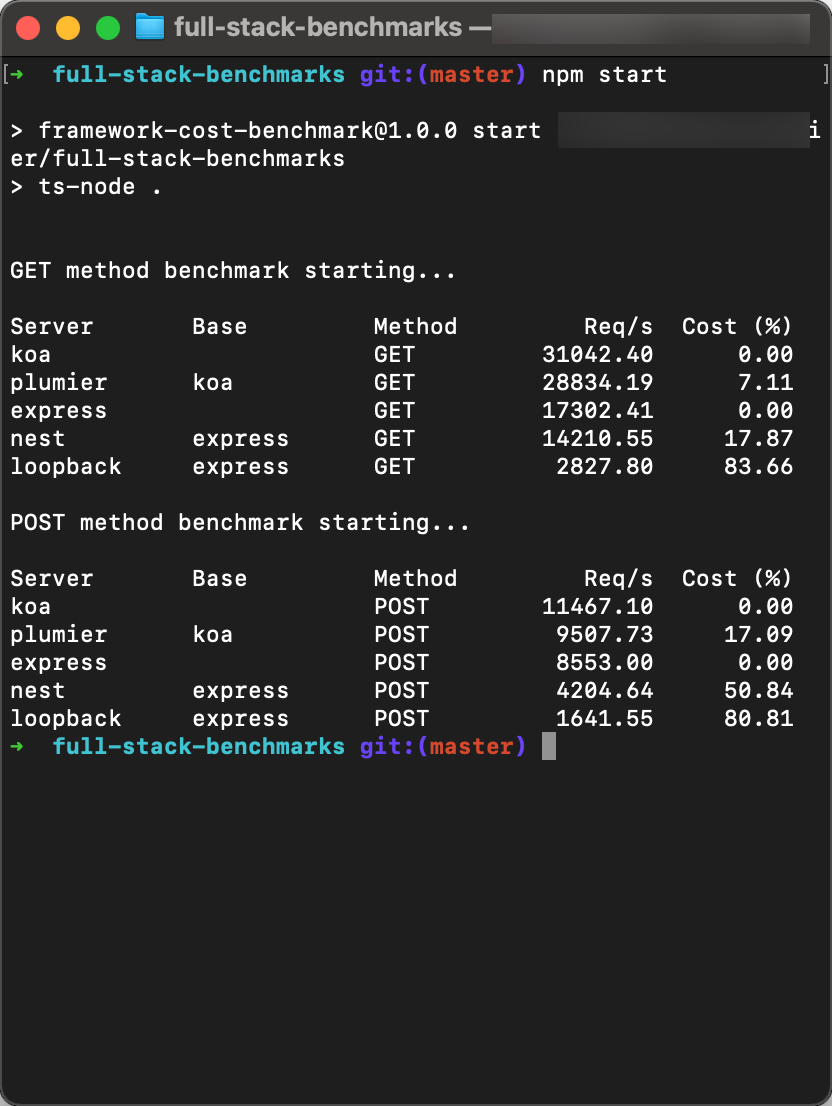 full-stack-benchmarks —
[➜  full-stack-benchmarks git:(master) npm start ]
> framework-cost-benchmark@1.0.0 start i
er/full-stack-benchmarks
> ts-node .
GET method benchmark starting...
Server Base Method Req/s Cost (%)
koa GET 31042.40 0.00
plumier koa GET 28834.19 7.11
express GET 17302.41 0.00
nest express GET 14210.55 17.87
loopback express GET 2827.80 83.66
POST method benchmark starting...
Server Base Method Req/s Cost (%)
koa POST 11467.10 0.00
plumier koa POST 9507.73 17.09
express POST 8553.00 0.00
nest express POST 4204.64 50.84
loopback express POST 1641.55 80.81
➜  full-stack-benchmarks git:(master)